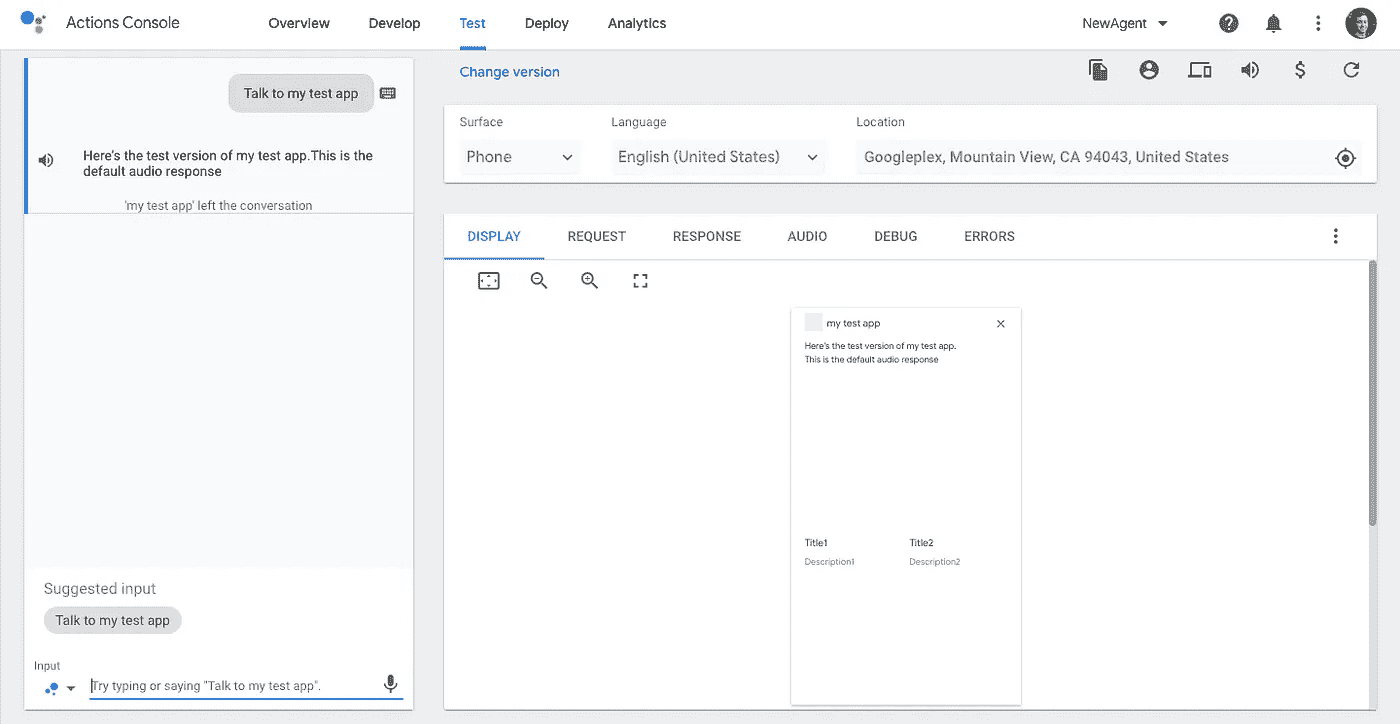 Actions Console
Overview Develop Test Deploy Analytics
NewAgent
Talk to my test app
Here's the test version of my test app.This is the
default audio response
'my test app' left the conversation
Suggested input
Talk to my test app
Input
Try typing or saying "Talk to my test app".
Change version
Surface Language Location
Phone English (United States) Googleplex, Mountain View, CA 94043, United States
DISPLAY REQUEST RESPONSE AUDIO DEBUG ERRORS
my test app
Here's the test version of my test app.
This is the default audio response
Title1 Title2
Description1 Description2